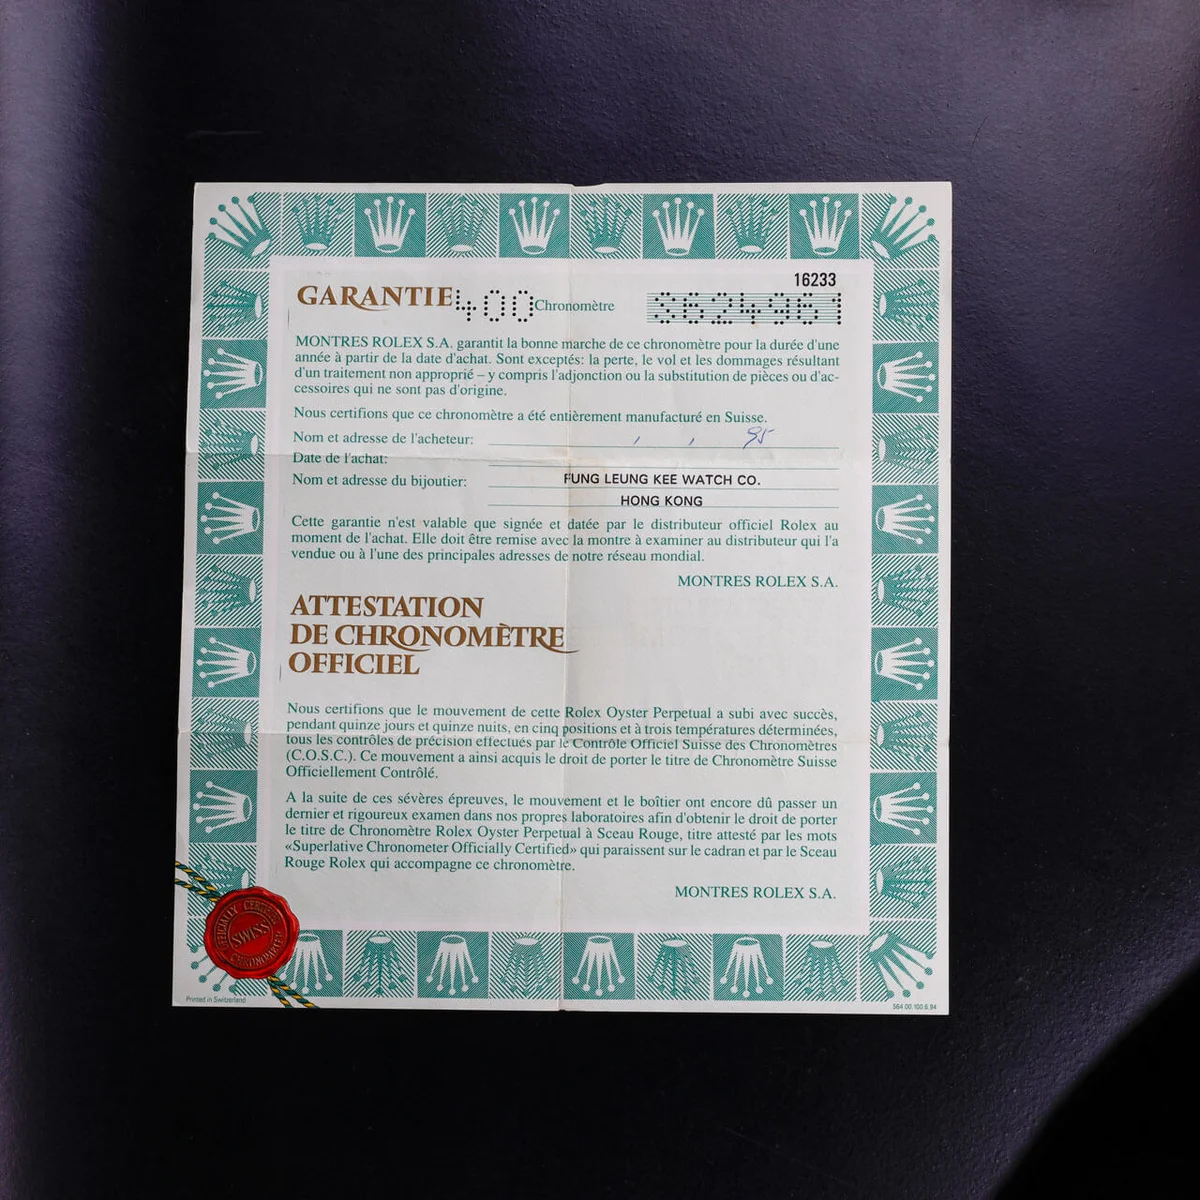 16233
GARANTIE 400 Chronomètre S624961
MONTRES ROLEX S.A. garantit la bonne marche de ce chronomètre pour la durée d'une
année à partir de la date d'achat. Sont exceptés: la perte, le vol et les dommages résultant
d'un traitement non approprié – y compris l'adjonction ou la substitution de pièces ou d'ac-
cessoires qui ne sont pas d'origine.
Nous certifions que ce chronomètre a été entièrement manufacturé en Suisse.
Nom et adresse de l'acheteur: 95
Date de l'achat:
Nom et adresse du bijoutier: FUNG LEUNG KEE WATCH CO.
HONG KONG
Cette garantie n'est valable que signée et datée par le distributeur officiel Rolex au
moment de l'achat. Elle doit être remise avec la montre à examiner au distributeur qui l'a
vendue ou à l'une des principales adresses de notre réseau mondial.
MONTRES ROLEX S.A.
ATTESTATION
DE CHRONOMÈTRE
OFFICIEL
Nous certifions que le mouvement de cette Rolex Oyster Perpetual a subi avec succès,
pendant quinze jours et quinze nuits, en cinq positions et à trois températures déterminées,
tous les contrôles de précision effectués par le Contrôle Officiel Suisse des Chronomètres
(C.O.S.C.). Ce mouvement a ainsi acquis le droit de porter le titre de Chronomètre Suisse
Officiellement Contrôlé.
A la suite de ces sévères épreuves, le mouvement et le boîtier ont encore dû passer un
dernier et rigoureux examen dans nos propres laboratoires afin d'obtenir le droit de porter
le titre de Chronomètre Rolex Oyster Perpetual à Sceau Rouge, titre attesté par les mots
«Superlative Chronometer Officially Certified» qui paraissent sur le cadran et par le Sceau
Rouge Rolex qui accompagne ce chronomètre.
MONTRES ROLEX S.A.
OFFICIALLY CERTIFIED
SWISS
CHRONOMETER
Printed in Switzerland
564.00.100.6.94